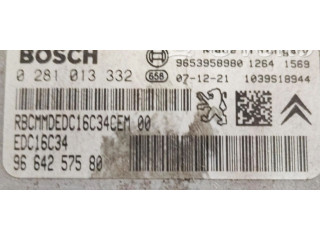 BOSCH
9653958980 1264 1569
0 281 013 332 658 07-12-21 1039S18944
RBCMMDEDC16C34CEM 00
EDC16C34
96 642 575 80